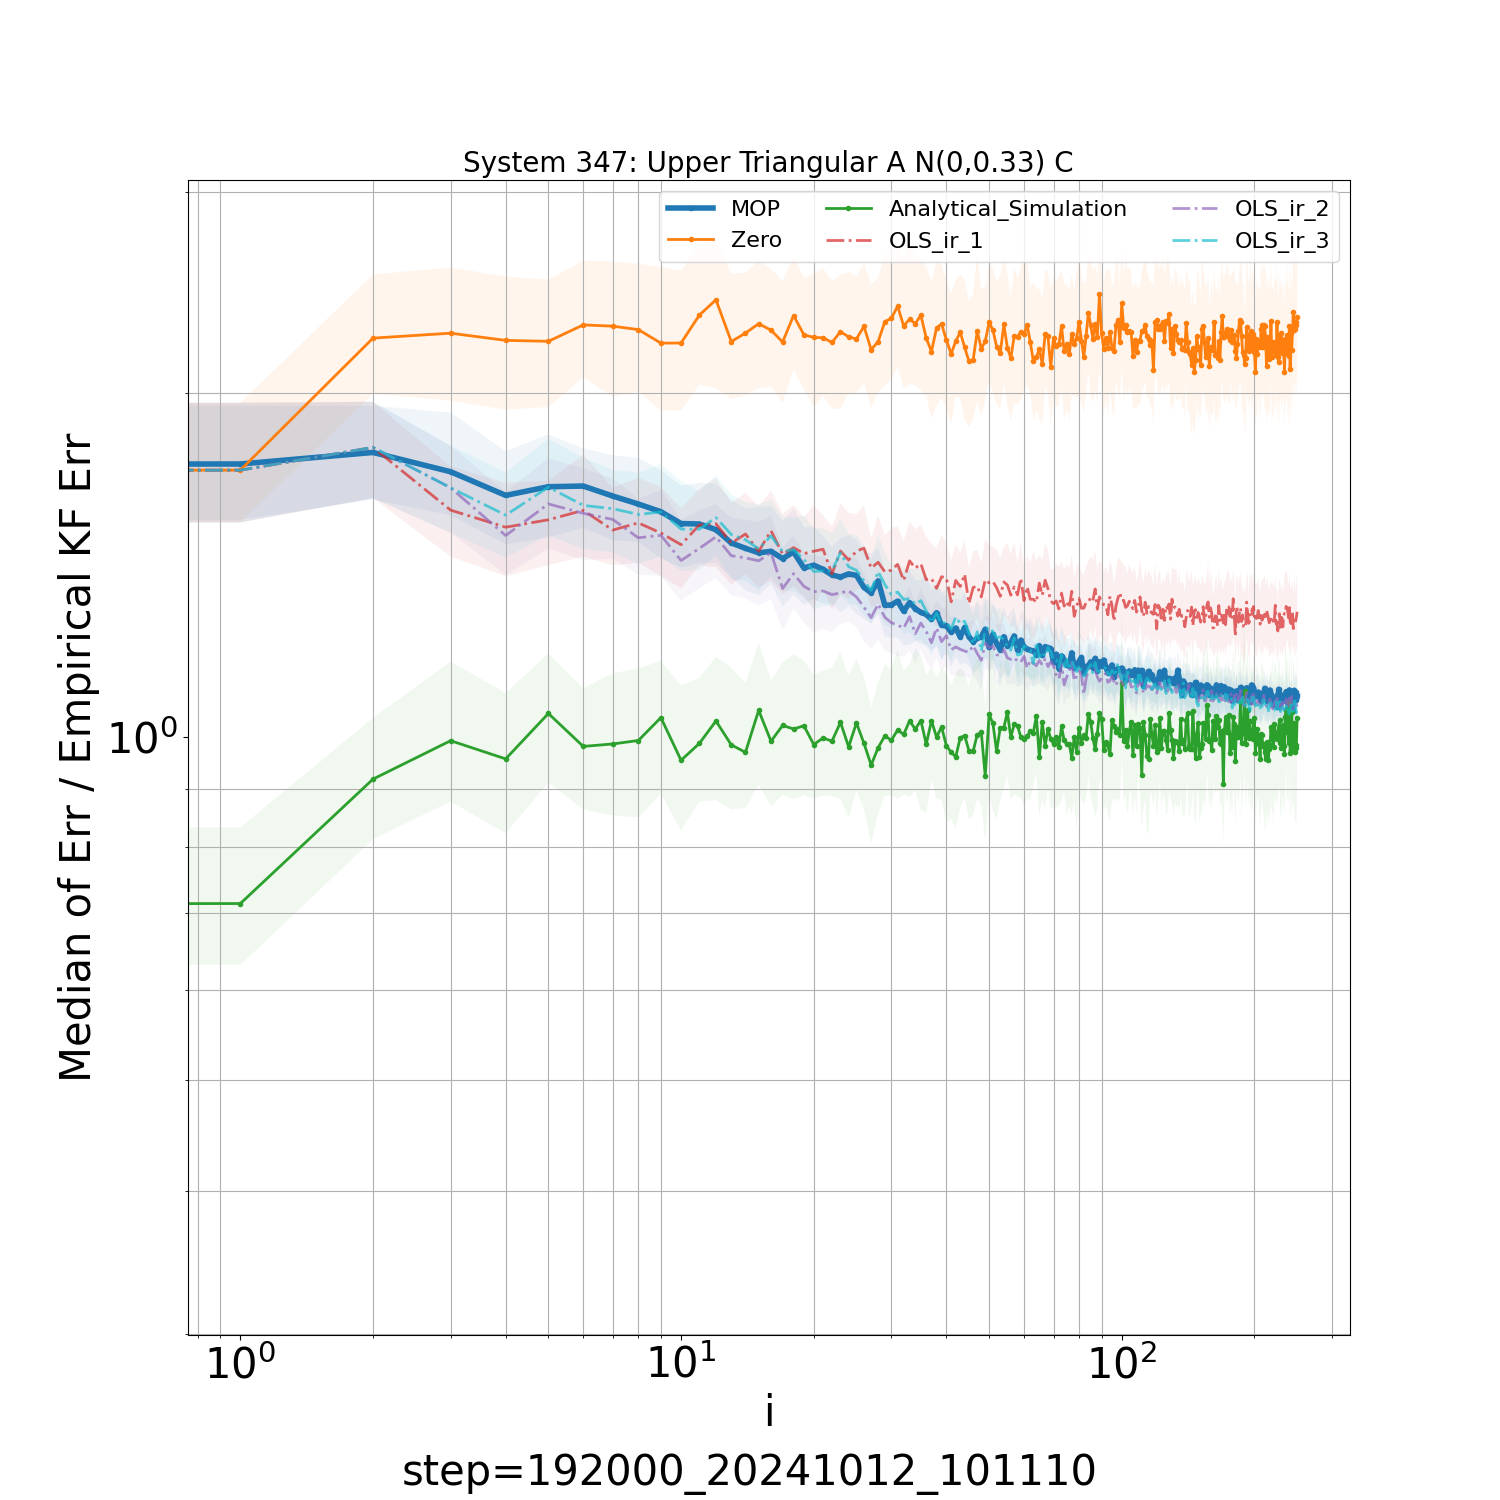 System 347: Upper Triangular A N(0,0.33) C
MOP
Zero
Analytical_Simulation
OLS_ir_1
OLS_ir_2
OLS_ir_3
Median of Err / Empirical KF Err
10⁰
10⁰
10¹
10²
i
step=192000_20241012_101110